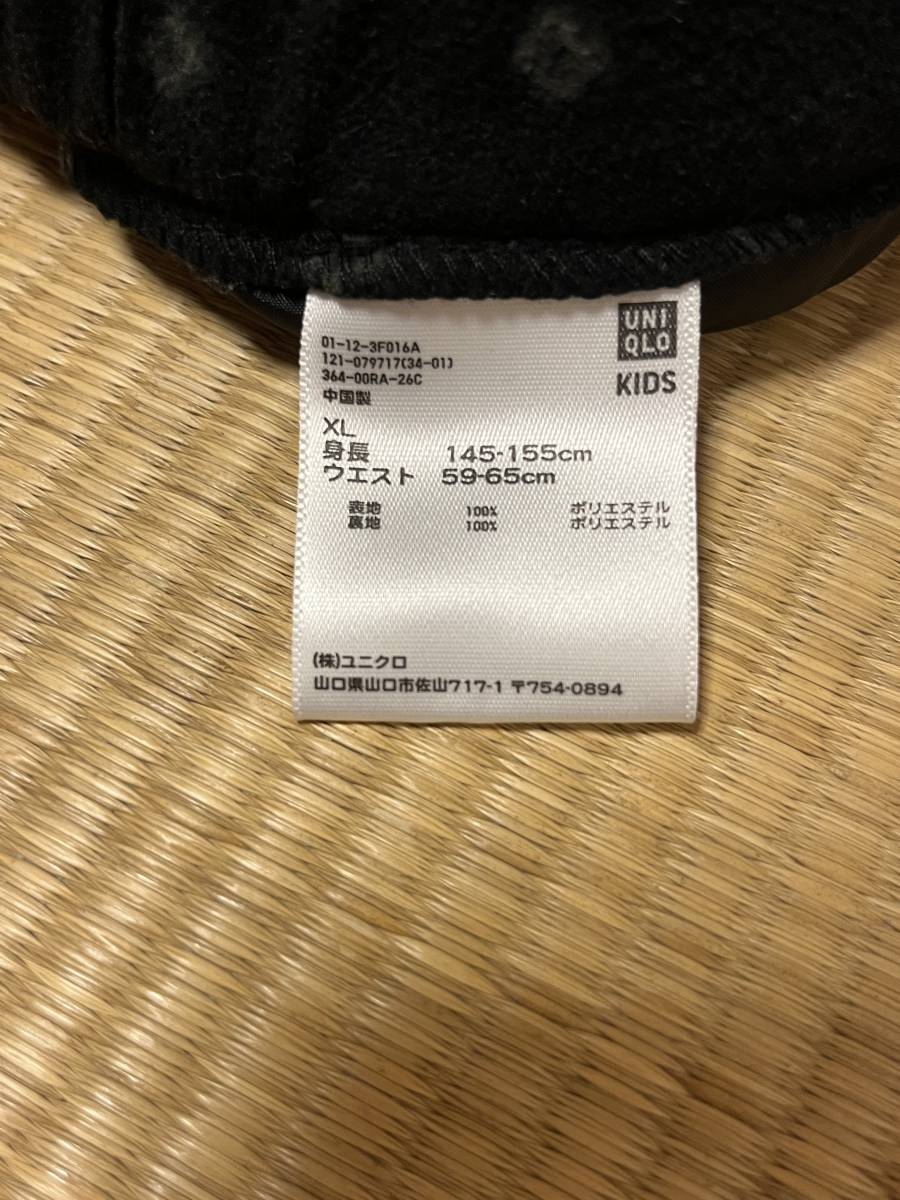 UNI
QLO
KIDS
01-12-3F016A
121-079717(34-01)
364-00RA-26C
中国製
XL
身長 145-155cm
ウエスト 59-65cm
表地 100% ポリエステル
裏地 100% ポリエステル
(株)ユニクロ
山口県山口市佐山717-1 〒754-0894